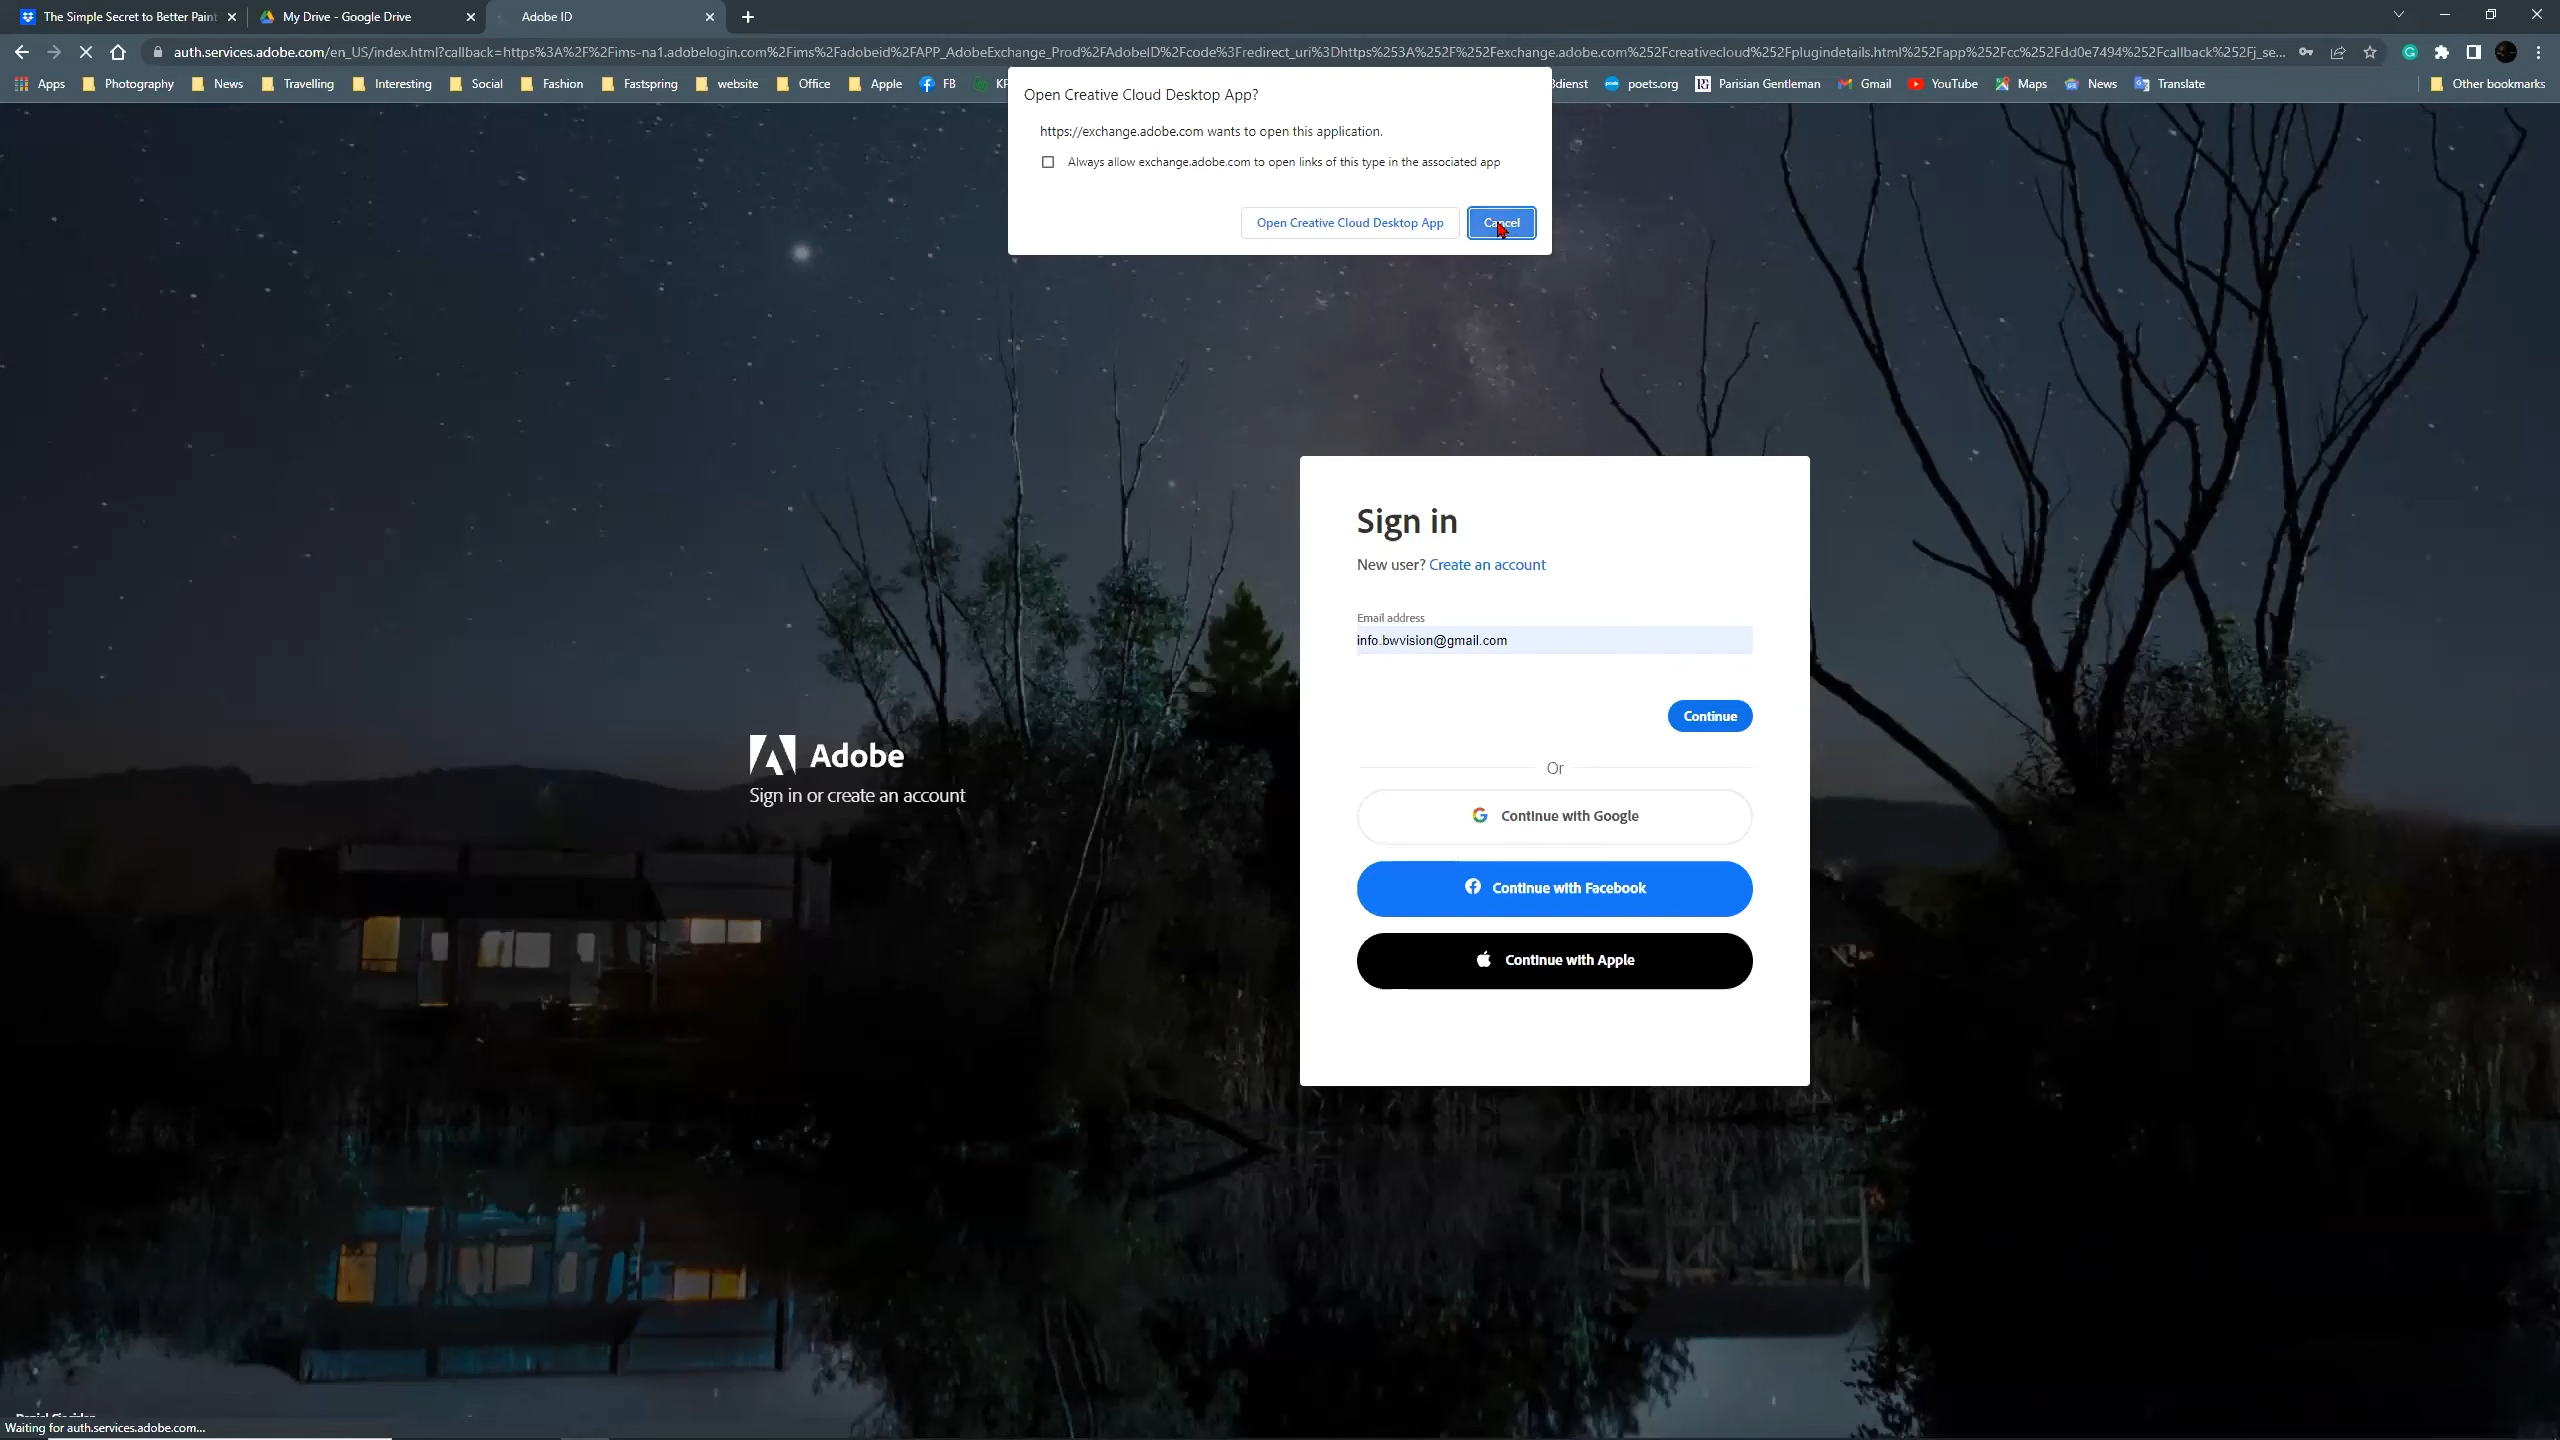 The Simple Secret to Better Paint
My Drive - Google Drive
Adobe ID
auth.services.adobe.com/en_US/index.html?callback=https%3A%2F%2Fims-na1.adobelogin.com%2Fims%2Fadobeid%2FAPP_AdobeExchange_Prod%2FAdobeID%2Fcode%3Fredirect_uri%3Dhttps%253A%252F%252Fexchange.adobe.com%252Fcreativecloud%252Fplugindetails.html%252Fapp%252Fcc%252Fdd0e7494%252Fcallback%252Fj_se...
Apps Photography News Travelling Interesting Social Fashion Fastspring website Office Apple FB dienst poets.org Parisian Gentleman Gmail YouTube Maps News Translate Other bookmarks
Open Creative Cloud Desktop App?
https://exchange.adobe.com wants to open this application.
Always allow exchange.adobe.com to open links of this type in the associated app
Open Creative Cloud Desktop App Cancel
Sign in
New user? Create an account
Email address
info.bwvision@gmail.com
Continue
Or
Continue with Google
Continue with Facebook
Continue with Apple
Adobe
Sign in or create an account
Waiting for auth.services.adobe.com...